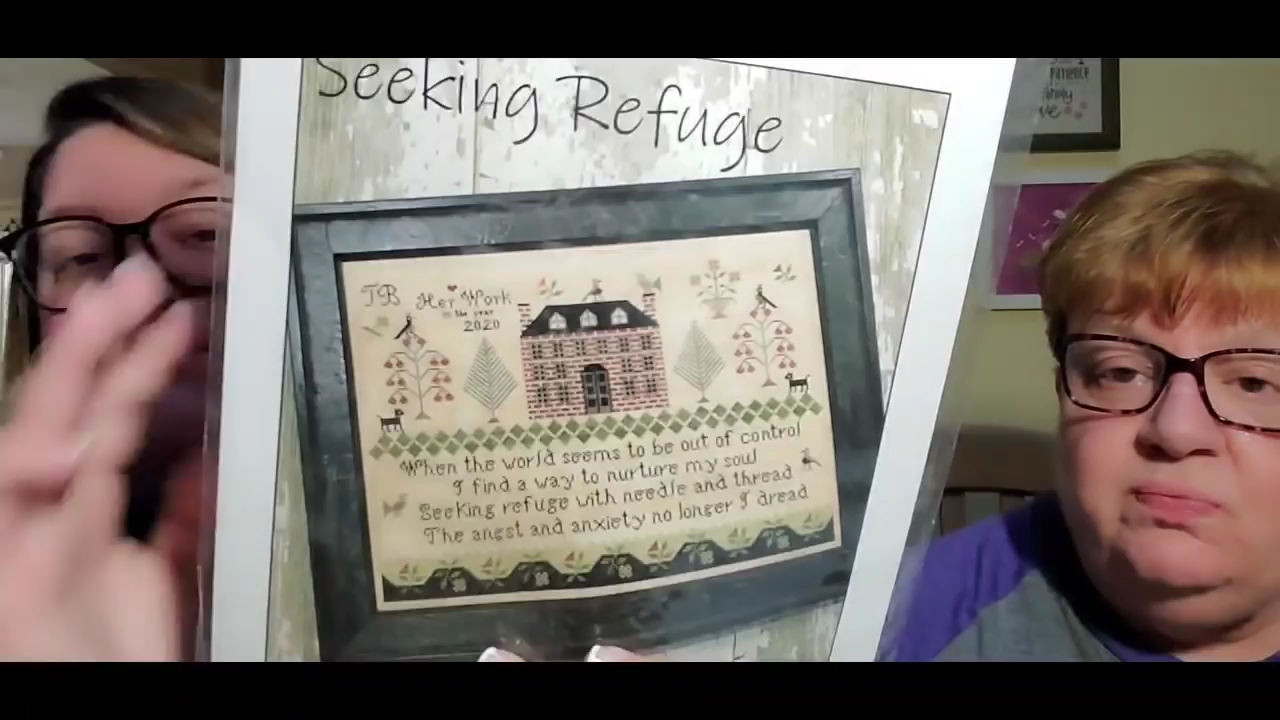 Seeking Refuge
PATIENCE
TB Her Work
in the year
2020
When the world seems to be out of control
I find a way to nurture my soul
Seeking refuge with needle and thread
The angst and anxiety no longer I dread